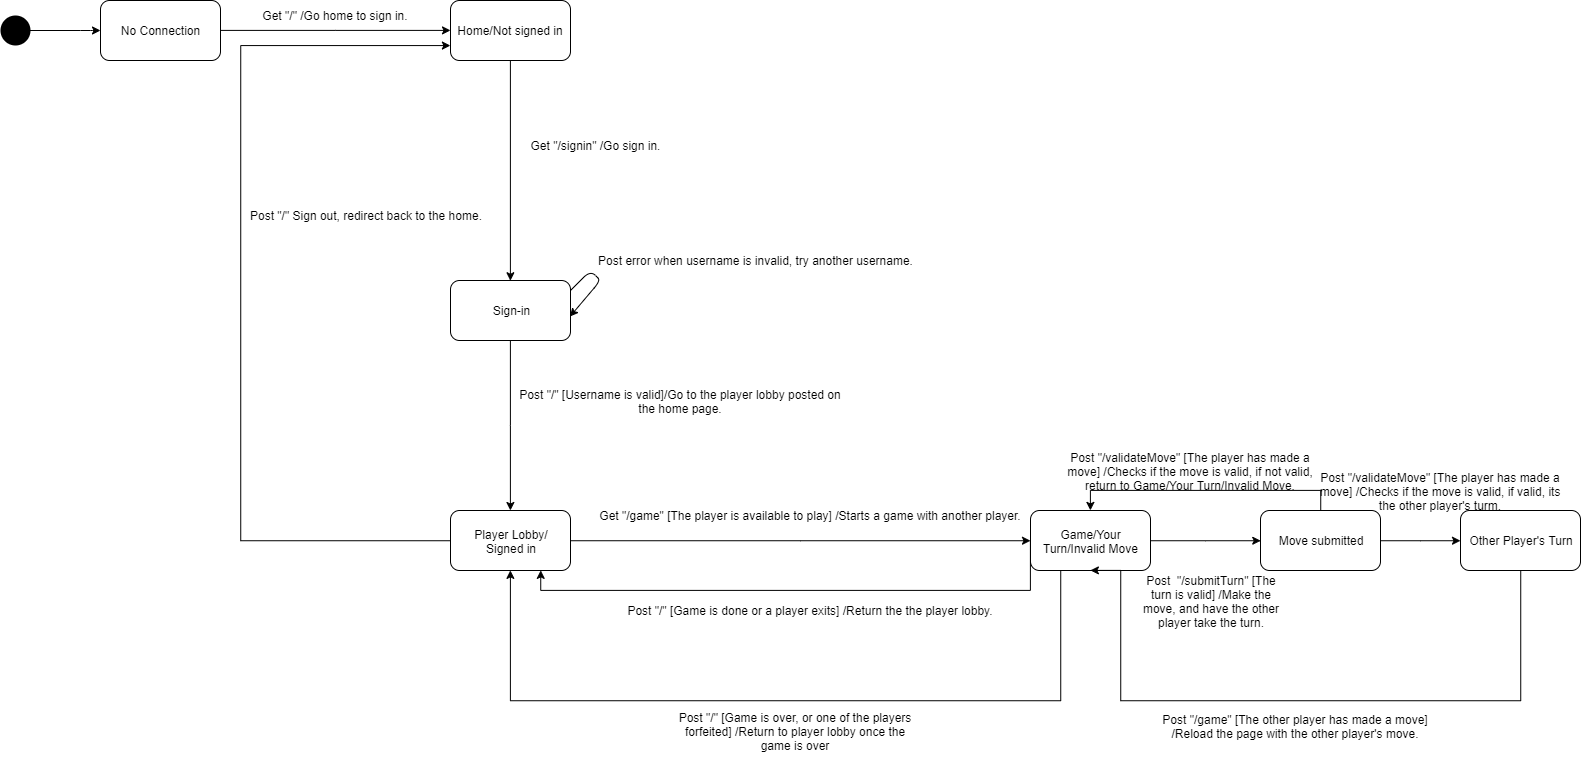 Get "/" /Go home to sign in.
No Connection
Home/Not signed in
Get "/signin" /Go sign in.
Post "/" Sign out, redirect back to the home.
Post error when username is invalid, try another username.
Sign-in
Post "/" [Username is valid]/Go to the player lobby posted on
the home page.
Post "/validateMove" [The player has made a
move] /Checks if the move is valid, if not valid,
return to Game/Your Turn/Invalid Move.
Post "/validateMove" [The player has made a
move] /Checks if the move is valid, if valid, its
the other player's turm.
Get "/game" [The player is available to play] /Starts a game with another player.
Player Lobby/
Signed in
Game/Your
Turn/Invalid Move
Move submitted
Other Player's Turn
Post "/submitTurn" [The
turn is valid] /Make the
move, and have the other
player take the turn.
Post "/" [Game is done or a player exits] /Return the the player lobby.
Post "/" [Game is over, or one of the players
forfeited] /Return to player lobby once the
game is over
Post "/game" [The other player has made a move]
/Reload the page with the other player's move.